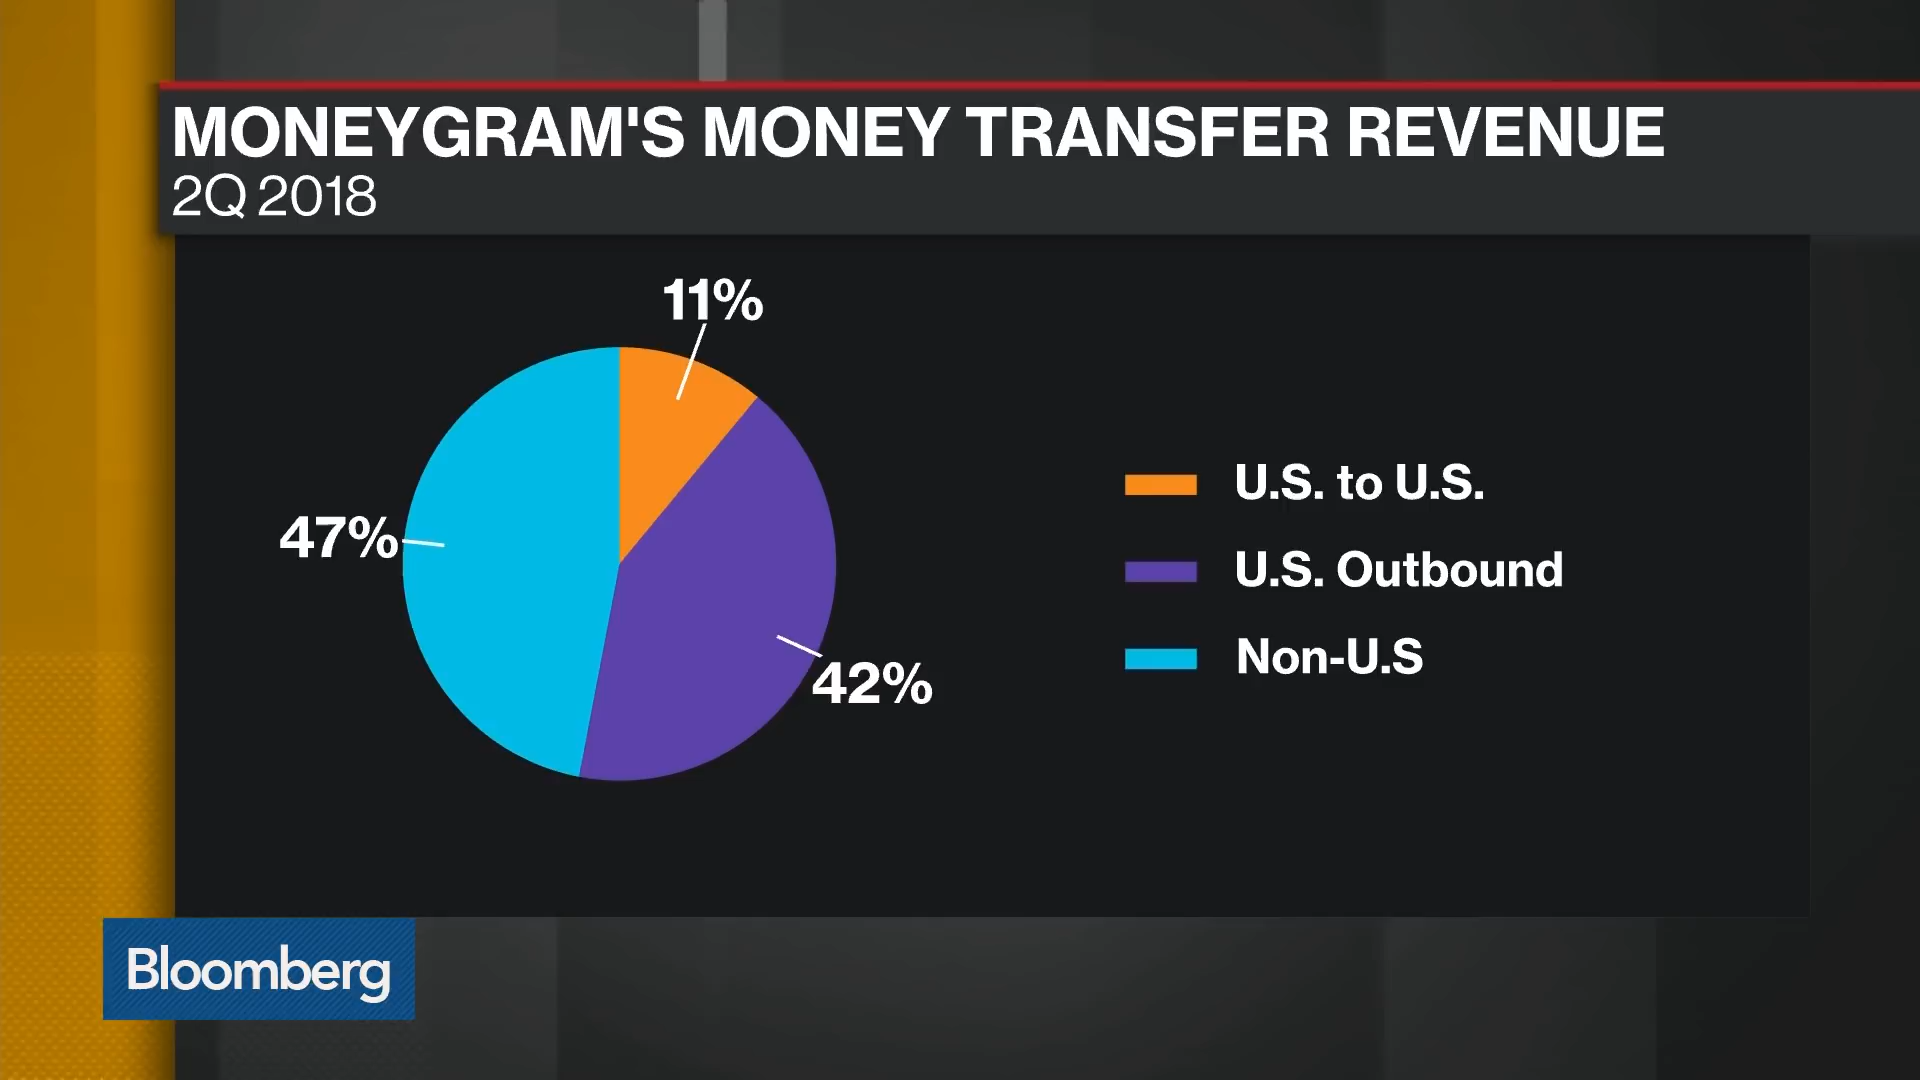 MONEYGRAM'S MONEY TRANSFER REVENUE
2Q 2018
11%
47%
42%
U.S. to U.S.
U.S. Outbound
Non-U.S
Bloomberg